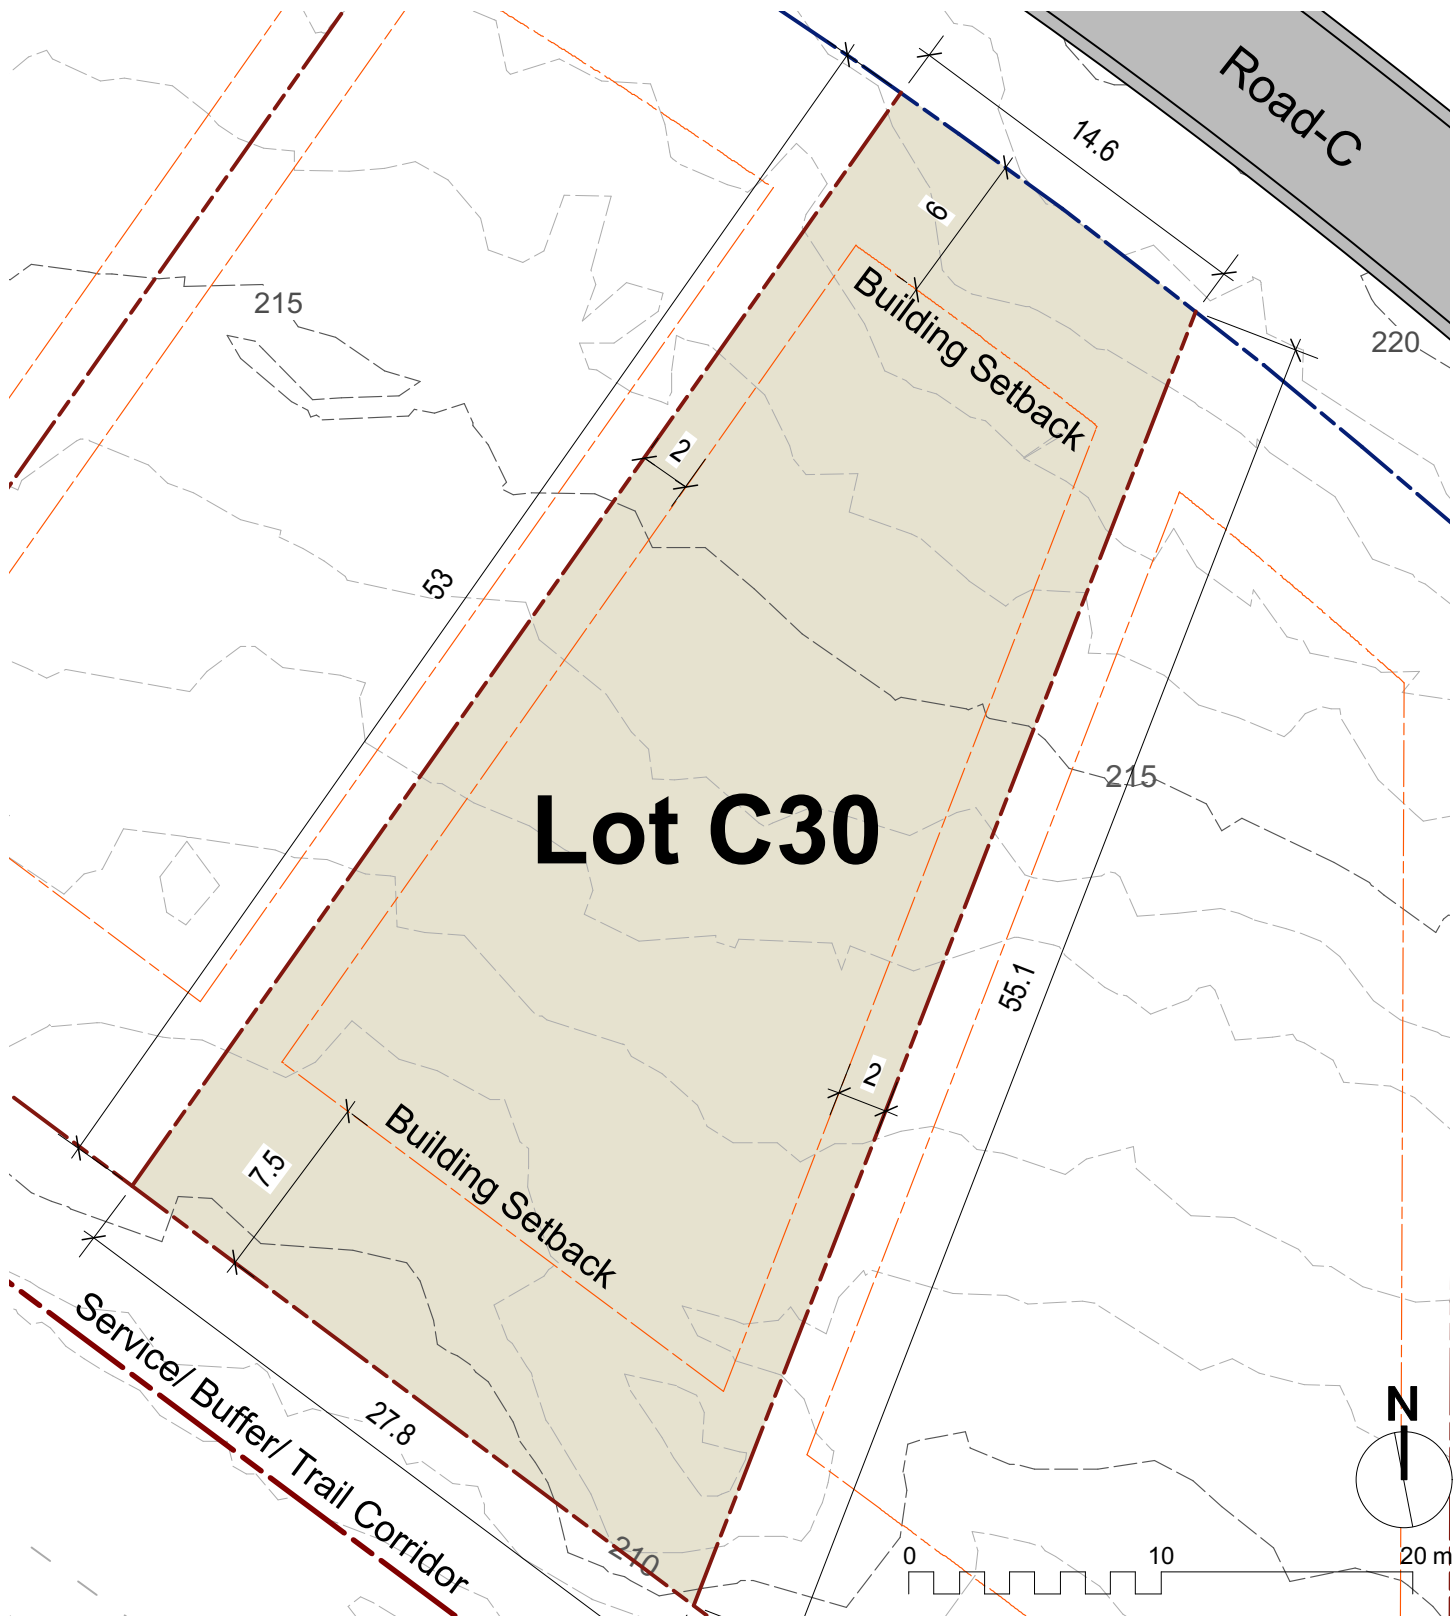 Road-C
14.6
6
Building Setback
215
220
2
53
215
Lot C30
55.1
2
Building Setback
7.5
Service/ Buffer/ Trail Corridor
27.8
210
N
0 10 20 m